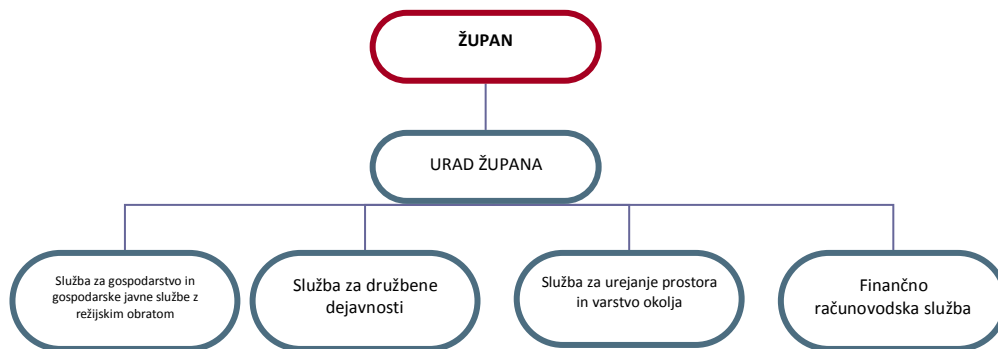 ŽUPAN
URAD ŽUPANA
Služba za gospodarstvo in
gospodarske javne službe z
režijskim obratom
Služba za družbene
dejavnosti
Služba za urejanje prostora
in varstvo okolja
Finančno
računovodska služba